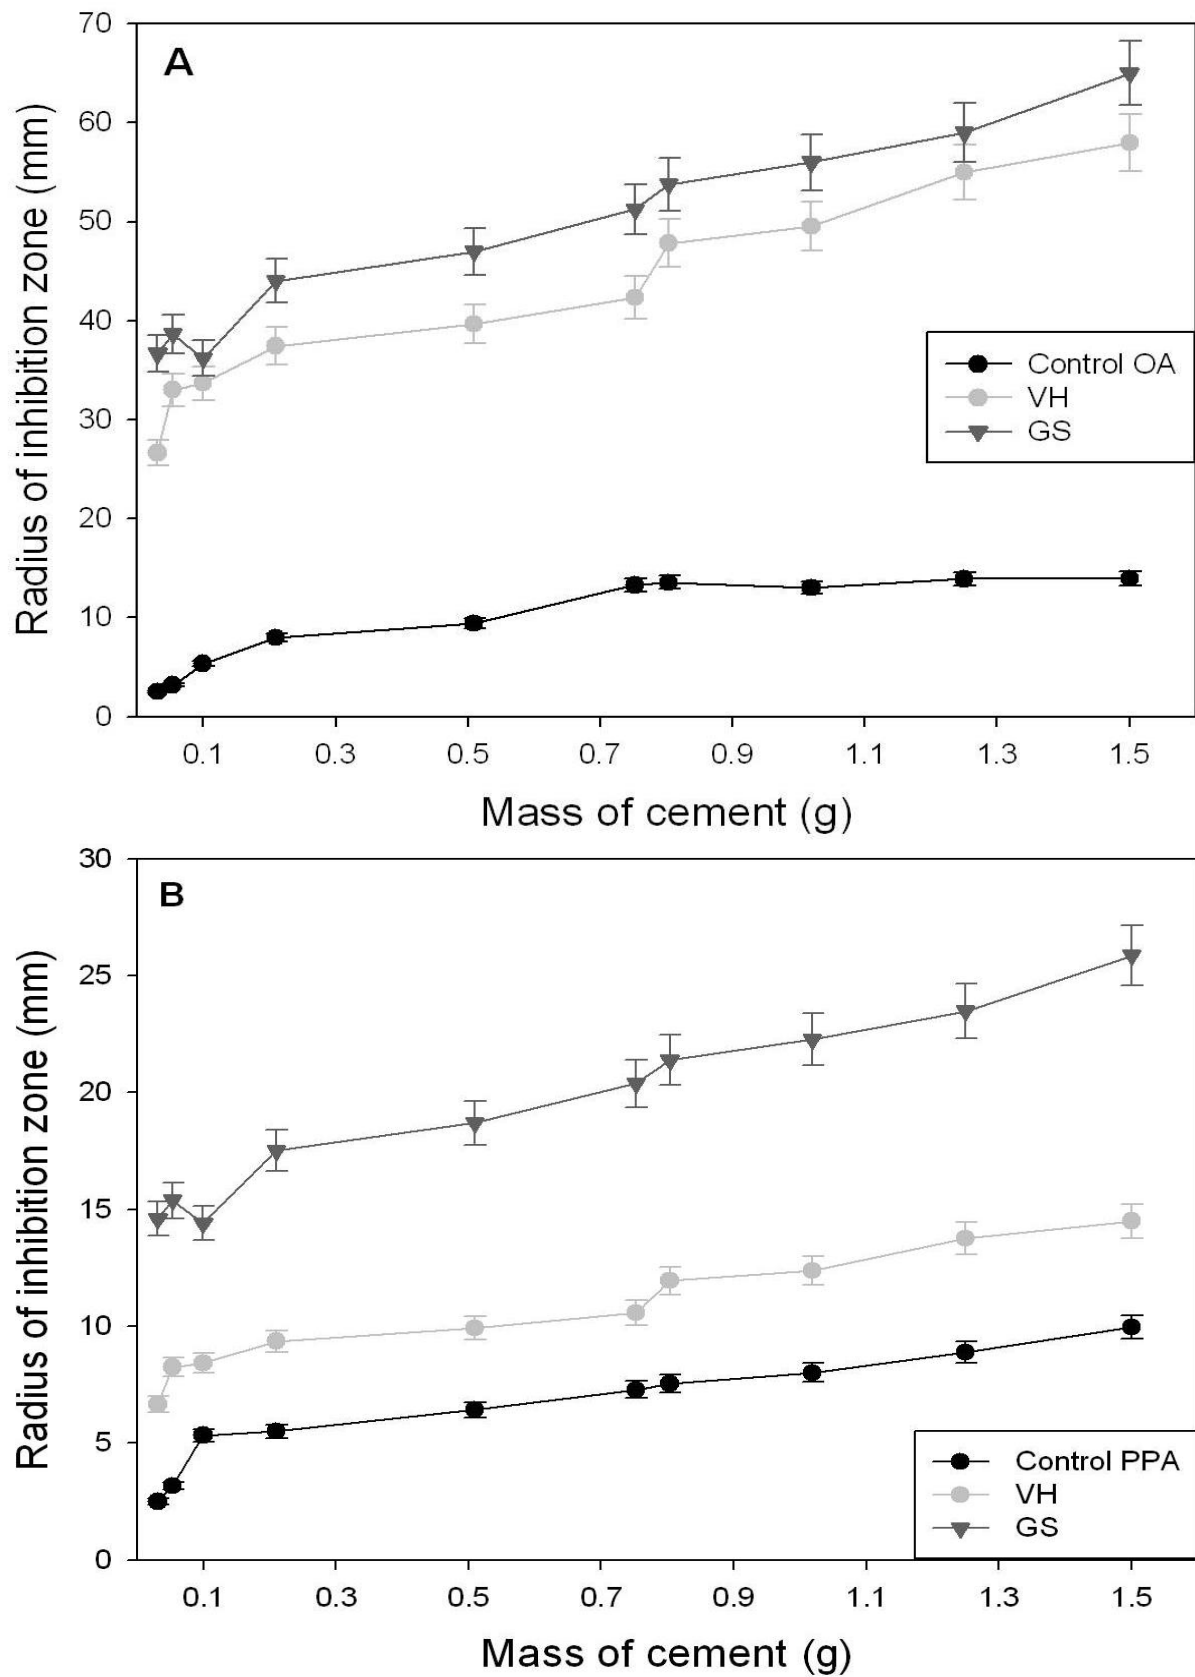 A
Radius of inhibition zone (mm)
70
60
50
40
30
20
10
0
Control OA
VH
GS
0.1 0.3 0.5 0.7 0.9 1.1 1.3 1.5
Mass of cement (g)
B
Radius of inhibition zone (mm)
30
25
20
15
10
5
0
Control PPA
VH
GS
0.1 0.3 0.5 0.7 0.9 1.1 1.3 1.5
Mass of cement (g)